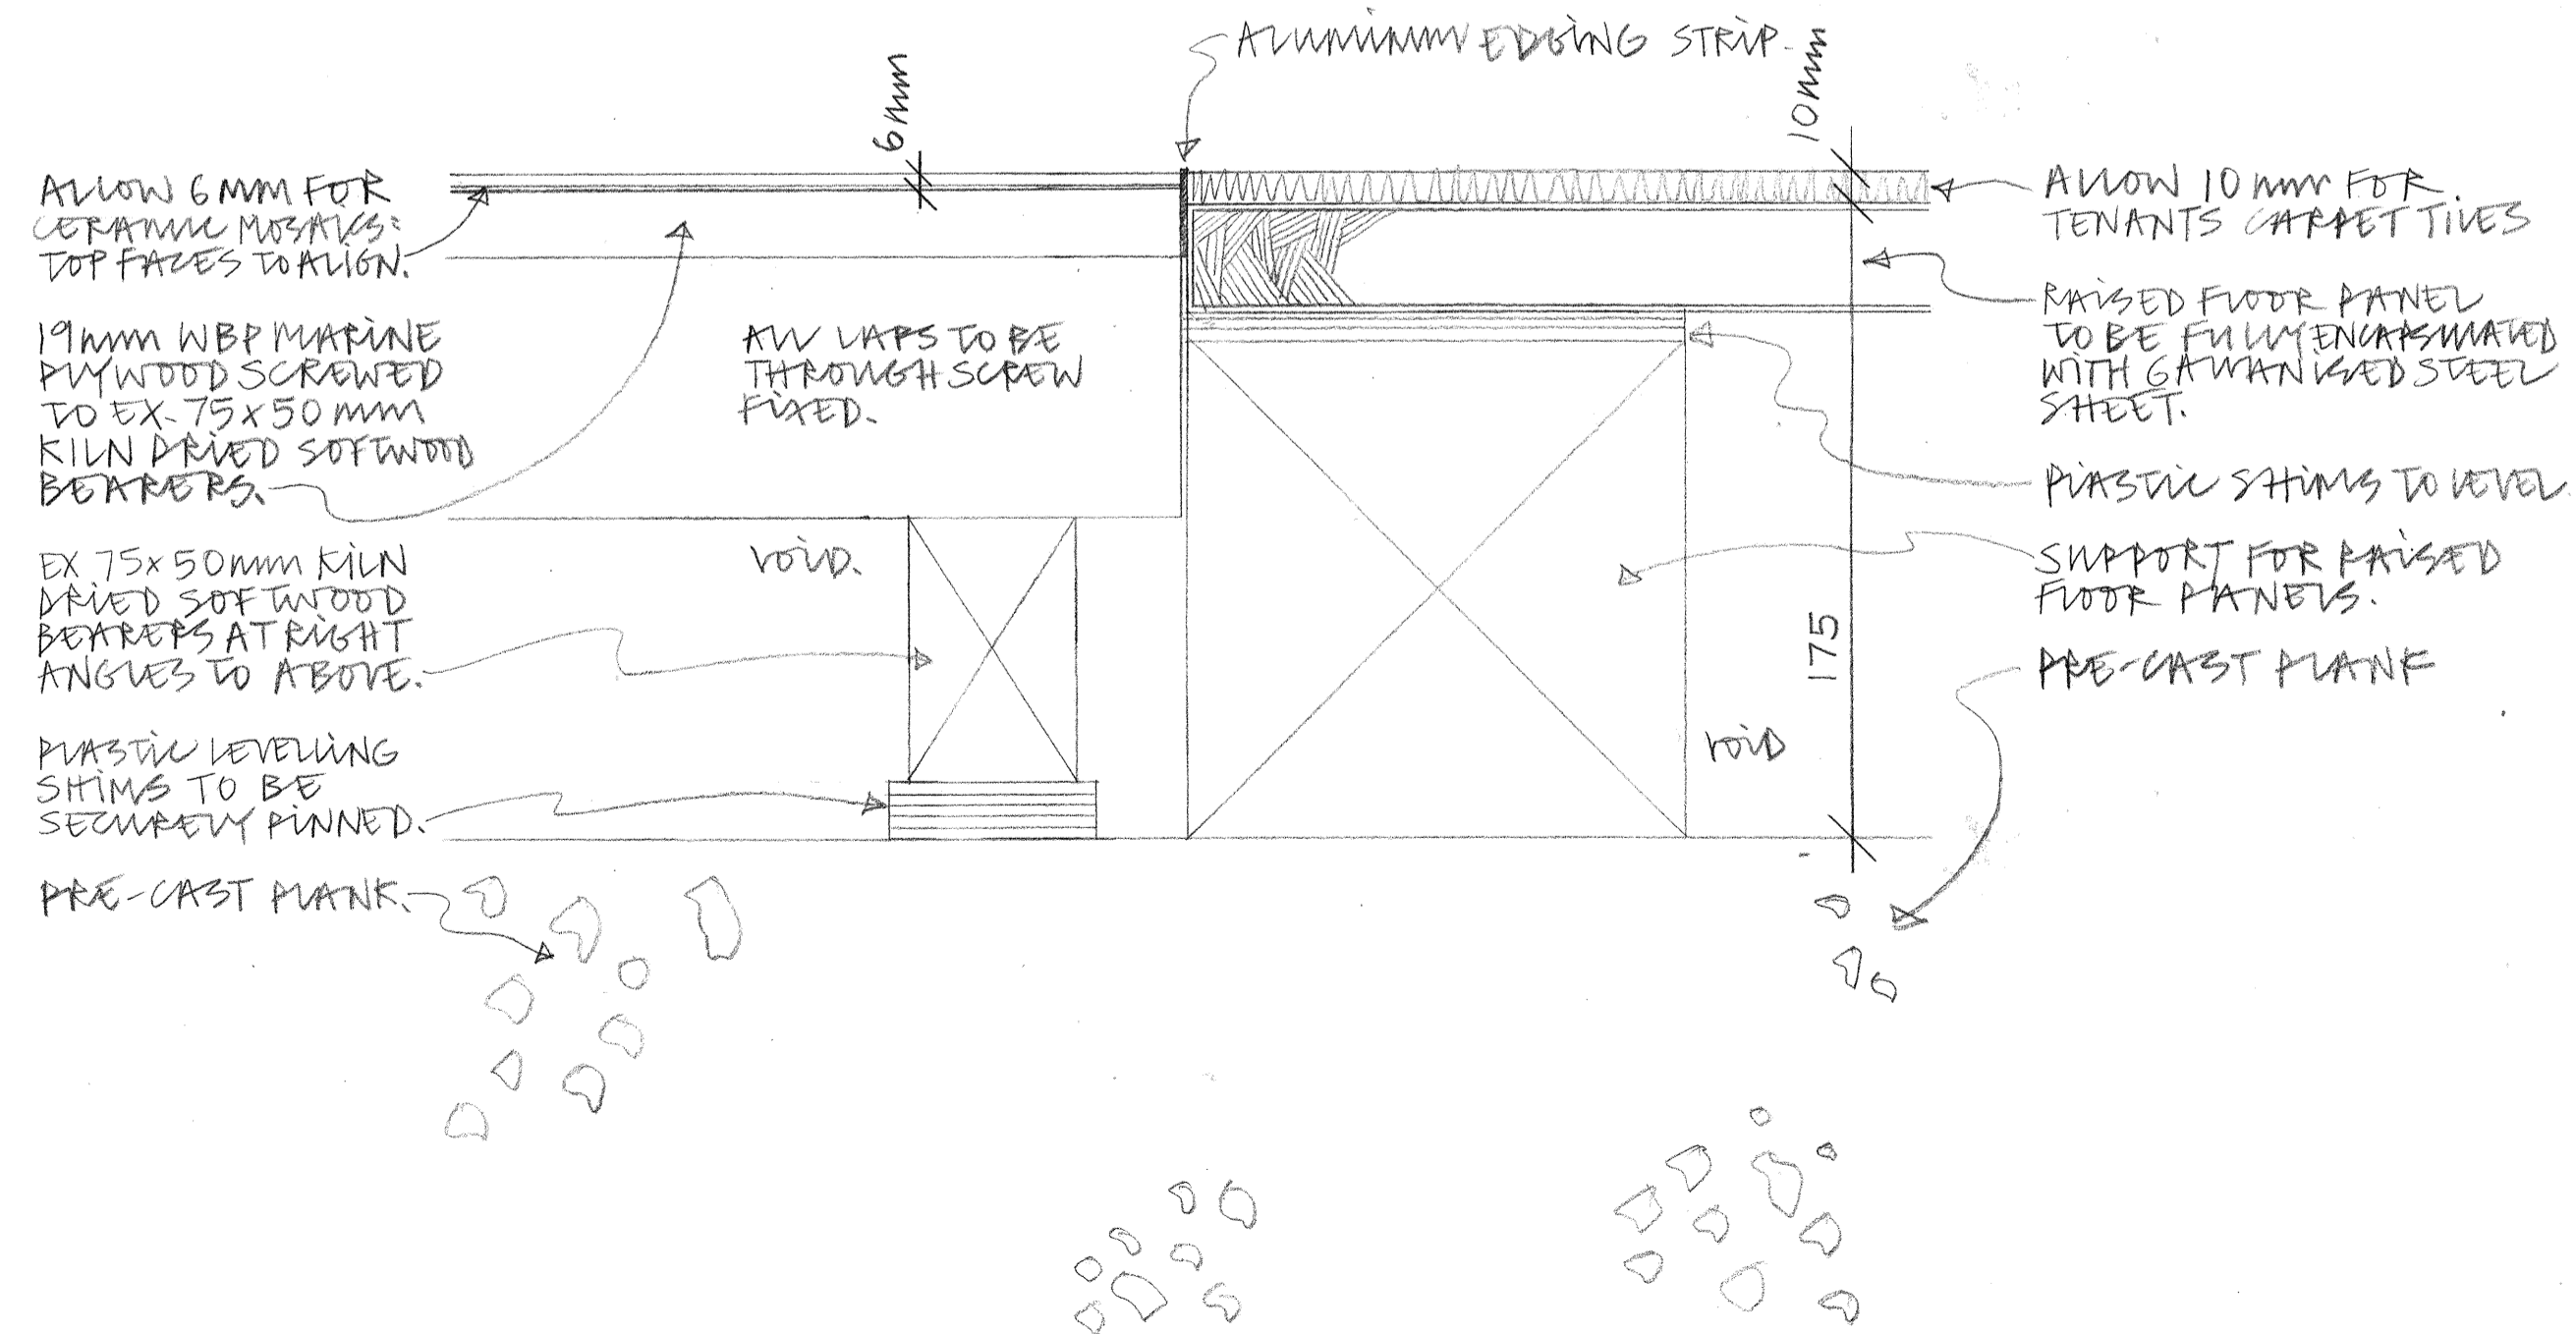 ALUMINIUM EDGING STRIP.
6mm
10mm
ALLOW 6MM FOR
CERAMIC MOSAICS:
TOP FACES TO ALIGN.
19mm WBP MARINE
PLYWOOD SCREWED
TO EX. 75x50mm
KILN DRIED SOFTWOOD
BEARERS.
EX 75x50mm KILN
DRIED SOFTWOOD
BEARERS AT RIGHT
ANGLES TO ABOVE.
PLASTIC LEVELLING
SHIMS TO BE
SECURELY PINNED.
PRE-CAST PLANK.
ALL LAPS TO BE
THROUGH SCREW
FIXED.
VOID.
VOID
175
ALLOW 10mm FOR
TENANTS CARPET TILES
RAISED FLOOR PANEL
TO BE FULLY ENCAPSULATED
WITH GALVANISED STEEL
SHEET.
PLASTIC SHIMS TO LEVEL.
SUPPORT FOR RAISED
FLOOR PANELS.
PRE-CAST PLANK